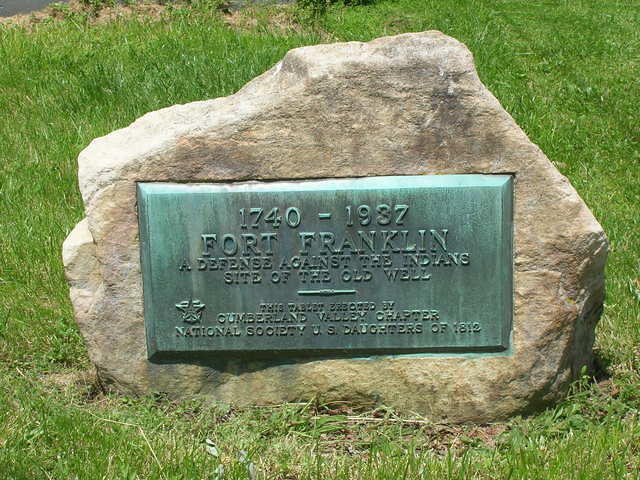 1740 - 1937
FORT FRANKLIN
A DEFENSE AGAINST THE INDIANS
SITE OF THE OLD WELL
THIS TABLET ERECTED BY
CUMBERLAND VALLEY CHAPTER
NATIONAL SOCIETY U.S. DAUGHTERS OF 1812